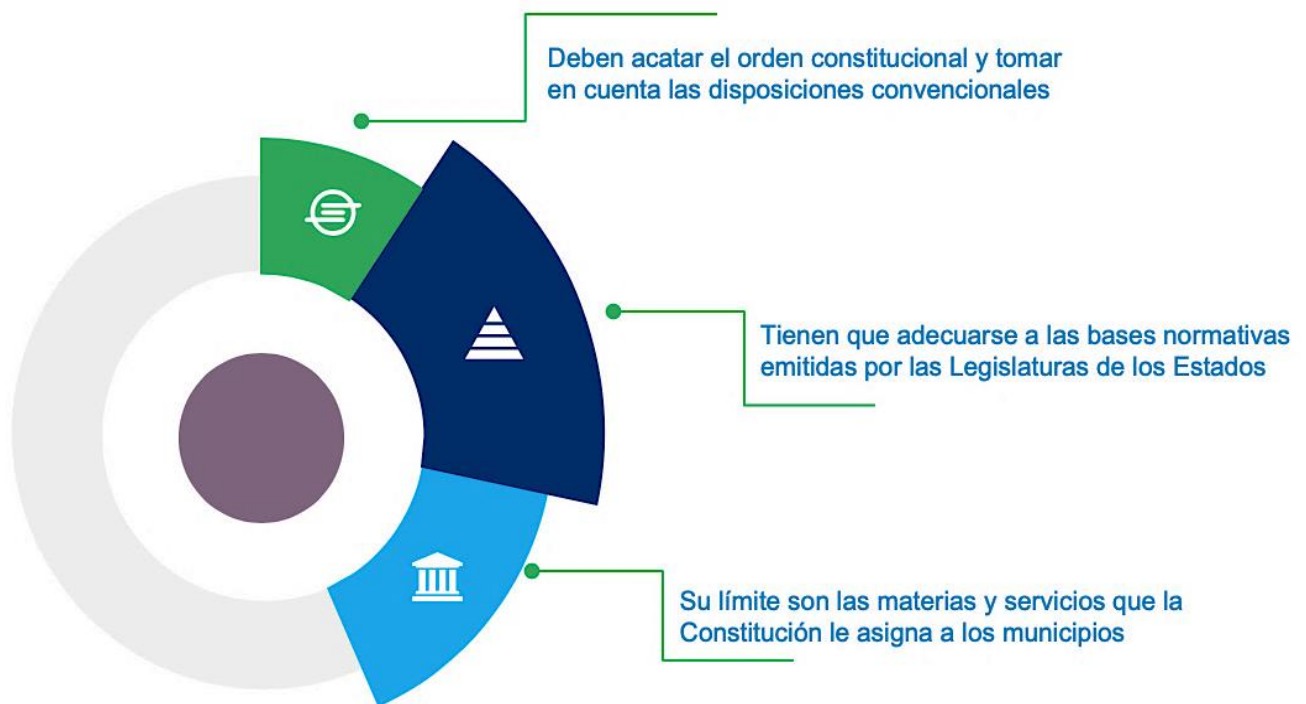 Deben acatar el orden constitucional y tomar
en cuenta las disposiciones convencionales
Tienen que adecuarse a las bases normativas
emitidas por las Legislaturas de los Estados
Su límite son las materias y servicios que la
Constitución le asigna a los municipios